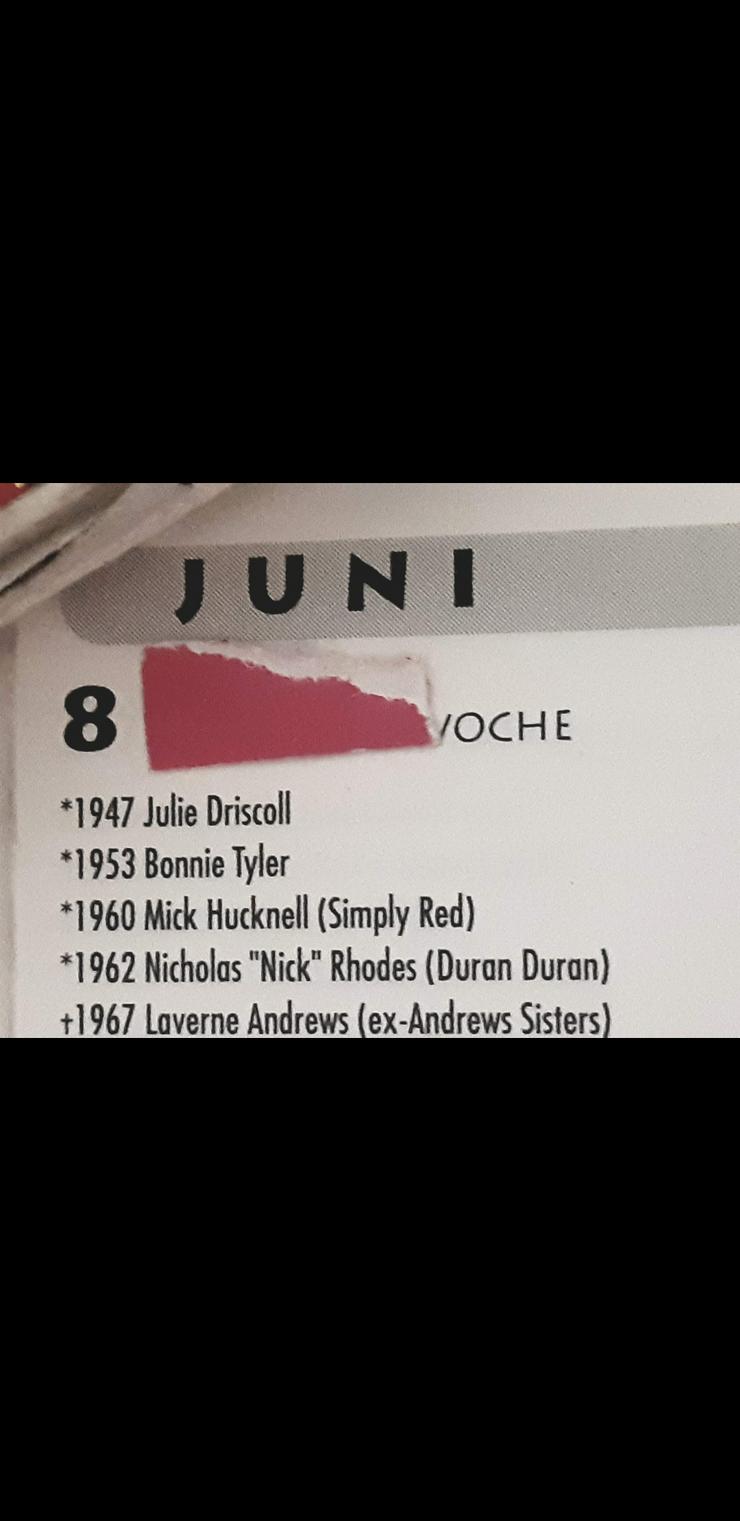 JUNI
8
*1947 Julie Driscoll
*1953 Bonnie Tyler
*1960 Mick Hucknell (Simply Red)
*1962 Nicholas "Nick" Rhodes (Duran Duran)
+1967 Laverne Andrews (ex-Andrews Sisters)